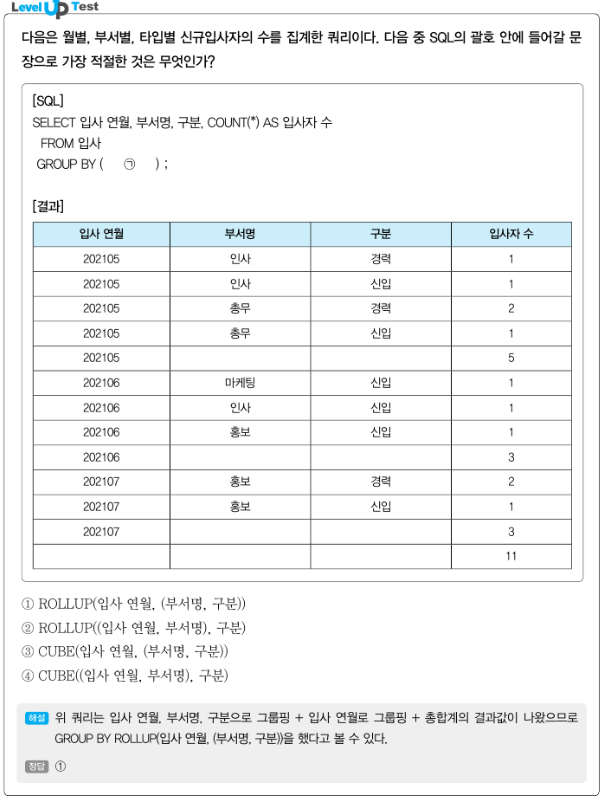 Level Up Test
다음은 월별, 부서별, 타입별 신규입사자의 수를 집계한 쿼리이다. 다음 중 SQL의 괄호 안에 들어갈 문
장으로 가장 적절한 것은 무엇인가?
[SQL]
SELECT 입사 연월, 부서명, 구분, COUNT(*) AS 입사자 수
FROM 입사
GROUP BY ( ㉠ ) ;
[결과]
입사 연월 부서명 구분 입사자 수
202105 인사 경력 1
202105 인사 신입 1
202105 총무 경력 2
202105 총무 신입 1
202105 5
202106 마케팅 신입 1
202106 인사 신입 1
202106 홍보 신입 1
202106 3
202107 홍보 경력 2
202107 홍보 신입 1
202107 3
11
① ROLLUP(입사 연월, (부서명, 구분))
② ROLLUP((입사 연월, 부서명), 구분)
③ CUBE(입사 연월, (부서명, 구분))
④ CUBE((입사 연월, 부서명), 구분)
해설 위 쿼리는 입사 연월, 부서명, 구분으로 그룹핑 + 입사 연월로 그룹핑 + 총합계의 결과값이 나왔으므로
GROUP BY ROLLUP(입사 연월, (부서명, 구분))을 했다고 볼 수 있다.
정답 ①